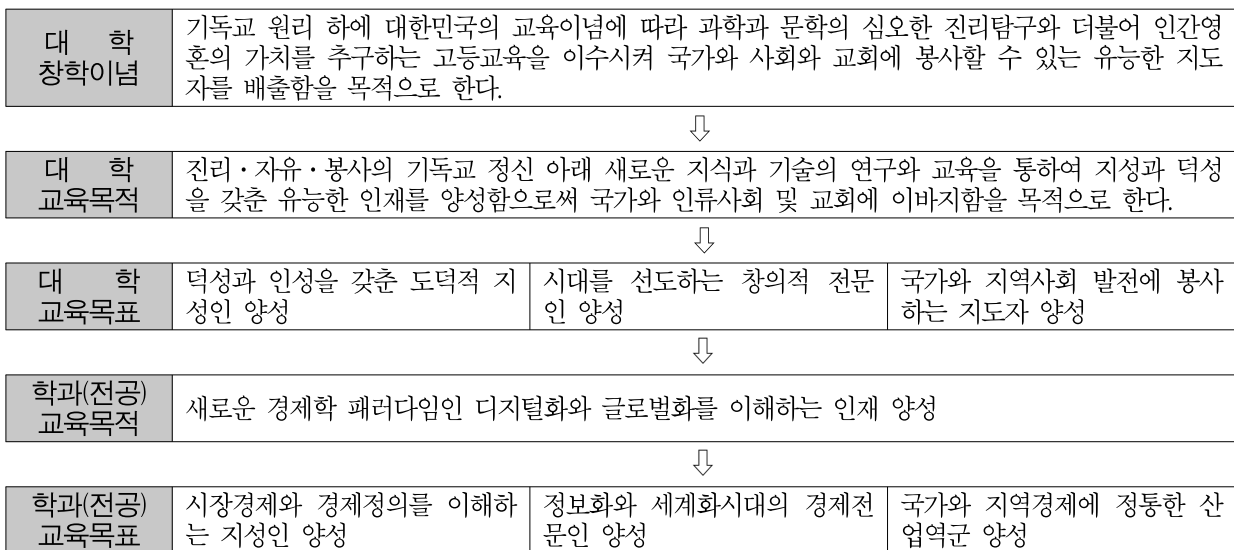 대 학
창학이념
기독교 원리 하에 대한민국의 교육이념에 따라 과학과 문학의 심오한 진리탐구와 더불어 인간영
혼의 가치를 추구하는 고등교육을 이수시켜 국가와 사회와 교회에 봉사할 수 있는 유능한 지도
자를 배출함을 목적으로 한다.
⇩
대 학
교육목적
진리·자유·봉사의 기독교 정신 아래 새로운 지식과 기술의 연구와 교육을 통하여 지성과 덕성
을 갖춘 유능한 인재를 양성함으로써 국가와 인류사회 및 교회에 이바지함을 목적으로 한다.
⇩
대 학
교육목표
덕성과 인성을 갖춘 도덕적 지
성인 양성
시대를 선도하는 창의적 전문
인 양성
국가와 지역사회 발전에 봉사
하는 지도자 양성
⇩
학과(전공)
교육목적
새로운 경제학 패러다임인 디지털화와 글로벌화를 이해하는 인재 양성
⇩
학과(전공)
교육목표
시장경제와 경제정의를 이해하
는 지성인 양성
정보화와 세계화시대의 경제전
문인 양성
국가와 지역경제에 정통한 산
업역군 양성